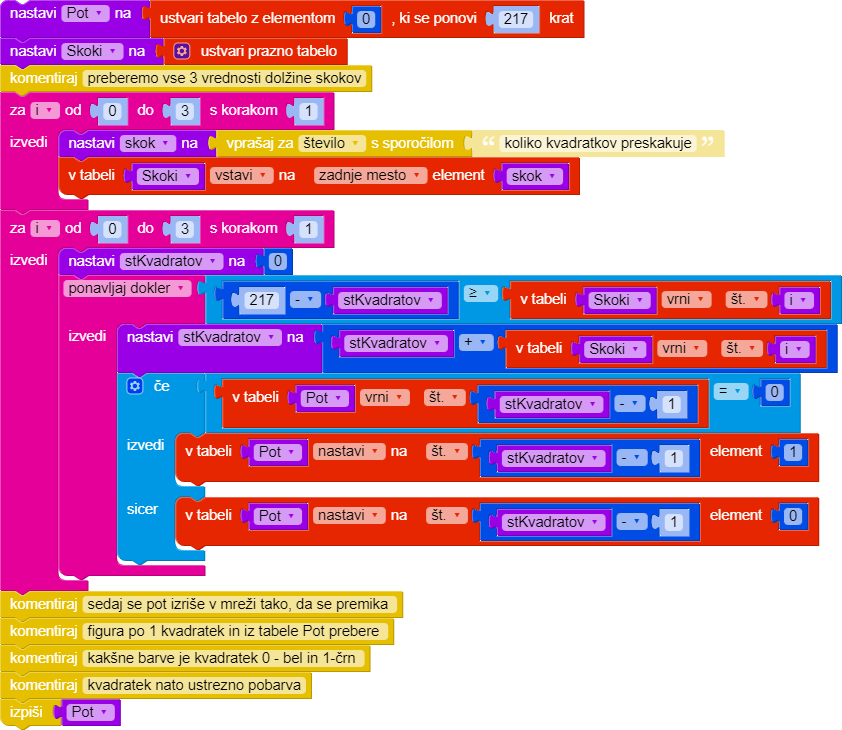 nastavi Pot na ustvari tabelo z elementom 0 , ki se ponovi 217 krat
nastavi Skoki na ustvari prazno tabelo
komentiraj preberemo vse 3 vrednosti dolžine skokov
za i od 0 do 3 s korakom 1
izvedi nastavi skok na vprašaj za število s sporočilom “ koliko kvadratkov preskakuje ”
v tabeli Skoki vstavi na zadnje mesto element skok
za i od 0 do 3 s korakom 1
izvedi nastavi stKvadratov na 0
ponavljaj dokler 217 - stKvadratov ≥ v tabeli Skoki vrni št. i
izvedi nastavi stKvadratov na stKvadratov + v tabeli Skoki vrni št. i
če v tabeli Pot vrni št. stKvadratov - 1 = 0
izvedi v tabeli Pot nastavi na št. stKvadratov - 1 element 1
sicer v tabeli Pot nastavi na št. stKvadratov - 1 element 0
komentiraj sedaj se pot izriše v mreži tako, da se premika
komentiraj figura po 1 kvadratek in iz tabele Pot prebere
komentiraj kakšne barve je kvadratek 0 - bel in 1-črn
komentiraj kvadratek nato ustrezno pobarva
izpiši Pot